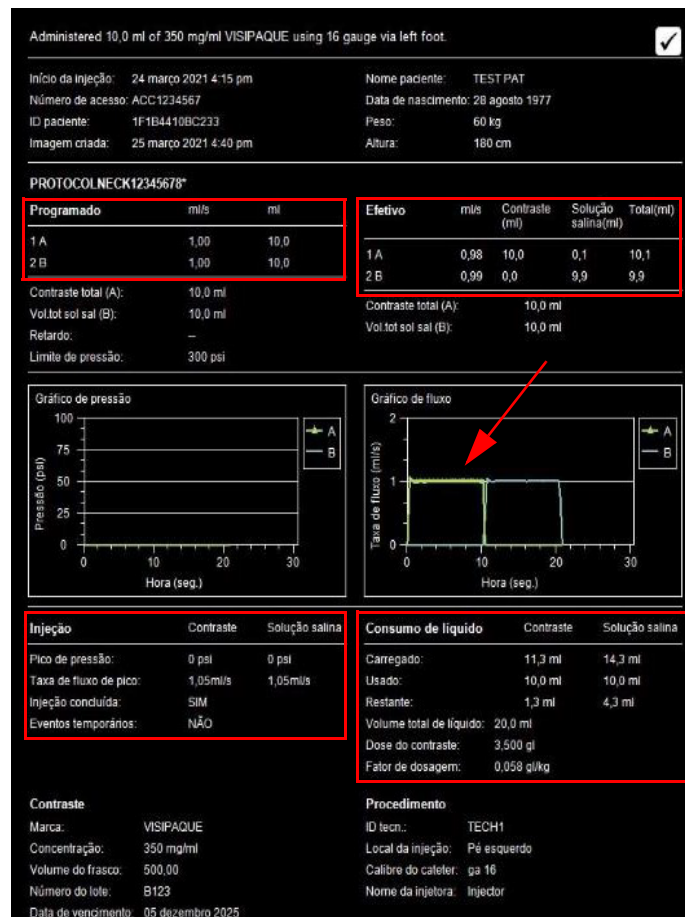 Administered 10,0 ml of 350 mg/ml VISIPAQUE using 16 gauge via left foot.
Início da injeção: 24 março 2021 4:15 pm
Número de acesso: ACC1234567
ID paciente: 1F1B4410BC233
Imagem criada: 25 março 2021 4:40 pm
Nome paciente: TEST PAT
Data de nascimento: 28 agosto 1977
Peso: 60 kg
Altura: 180 cm
PROTOCOLNECK12345678*
Programado ml/s ml
1 A 1,00 10,0
2 B 1,00 10,0
Contraste total (A): 10,0 ml
Vol.tot sol sal (B): 10,0 ml
Retardo: –
Limite de pressão: 300 psi
Efetivo ml/s Contraste (ml) Solução salina(ml) Total(ml)
1 A 0,98 10,0 0,1 10,1
2 B 0,99 0,0 9,9 9,9
Contraste total (A): 10,0 ml
Vol.tot sol sal (B): 10,0 ml
Gráfico de pressão
100
75
50
25
0
Pressão (psi)
0 10 20 30
Hora (seg.)
A
B
Gráfico de fluxo
2
1
0
Taxa de fluxo (ml/s)
0 10 20 30
Hora (seg.)
A
B
Injeção Contraste Solução salina
Pico de pressão: 0 psi 0 psi
Taxa de fluxo de pico: 1,05ml/s 1,05ml/s
Injeção concluída: SIM
Eventos temporários: NÃO
Consumo de líquido Contraste Solução salina
Carregado: 11,3 ml 14,3 ml
Usado: 10,0 ml 10,0 ml
Restante: 1,3 ml 4,3 ml
Volume total de líquido: 20,0 ml
Dose do contraste: 3,500 gl
Fator de dosagem: 0,058 gl/kg
Contraste
Marca: VISIPAQUE
Concentração: 350 mg/ml
Volume do frasco: 500,00
Número do lote: B123
Data de vencimento: 05 dezembro 2025
Procedimento
ID tecn.: TECH1
Local da injeção: Pé esquerdo
Calibre do cateter: ga 16
Nome da injetora: Injector